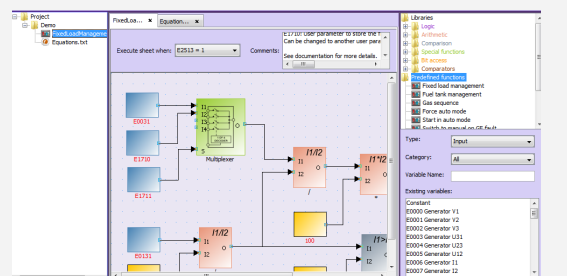 Project
Demo
FixedLoadManageme
Equations.txt
FixedLoa... x
Equation... x
Execute sheet when:
E2513 = 1
Comments:
E1710: User parameter to store the f
Can be changed to another user para
See documentation for more details.
E0031
E1710
E1711
I1
I2
I3
I4
S
O
Multiplexer
I1/I2
I1
I2
O
/
I1*I2
I1
I2
O
*
100
E0131
I1/I2
I1
I2
O
I1>
I1
I2
O
Libraries
Logic
Arithmetic
Comparison
Special functions
Bit access
Comparators
Predefined functions
Fixed load management
Fuel tank management
Gas sequence
Force auto mode
Start in auto mode
Switch to manual on GE fault
Type:
Input
Category:
All
Variable Name:
Existing variables:
Constant
E0000 Generator V1
E0001 Generator V2
E0002 Generator V3
E0003 Generator U31
E0004 Generator U23
E0005 Generator U12
E0006 Generator I1
E0007 Generator I2